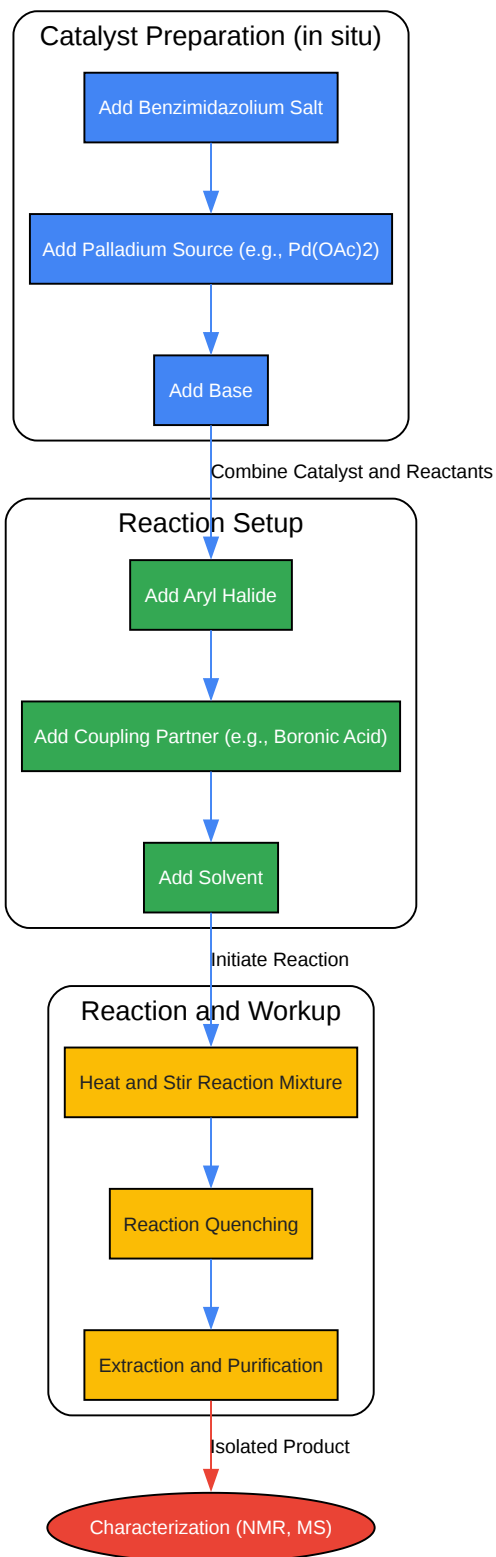 Catalyst Preparation (in situ)
Add Benzimidazolium Salt
Add Palladium Source (e.g., Pd(OAc)2)
Add Base
Combine Catalyst and Reactants
Reaction Setup
Add Aryl Halide
Add Coupling Partner (e.g., Boronic Acid)
Add Solvent
Initiate Reaction
Reaction and Workup
Heat and Stir Reaction Mixture
Reaction Quenching
Extraction and Purification
Isolated Product
Characterization (NMR, MS)